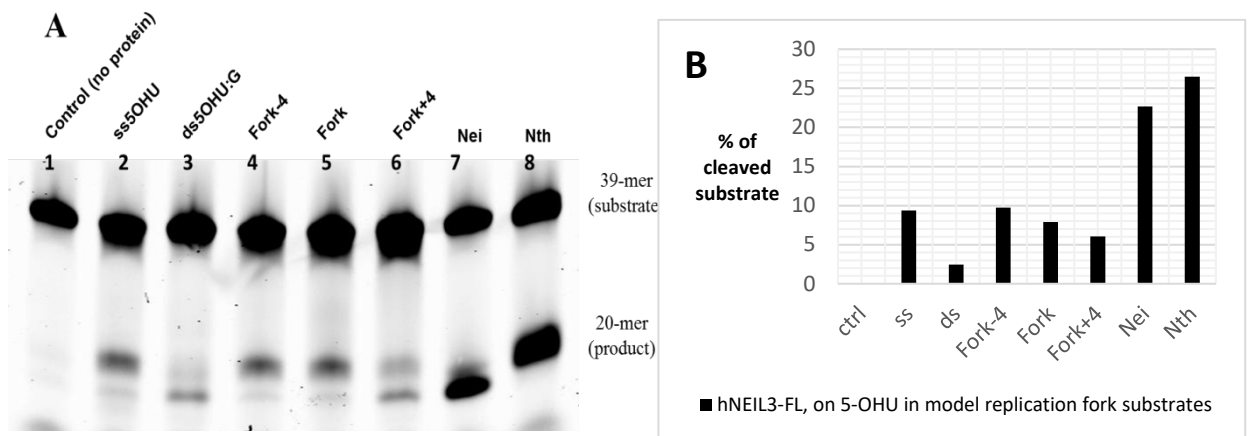 A
Control (no protein)
ss5OHU
ds5OHU:G
Fork-4
Fork
Fork+4
Nei
Nth
1 2 3 4 5 6 7 8
39-mer
(substrate
20-mer
(product)
B
% of
cleaved
substrate
30
25
20
15
10
5
0
ctrl
ss
ds
Fork-4
Fork
Fork+4
Nei
Nth
hNEIL3-FL, on 5-OHU in model replication fork substrates